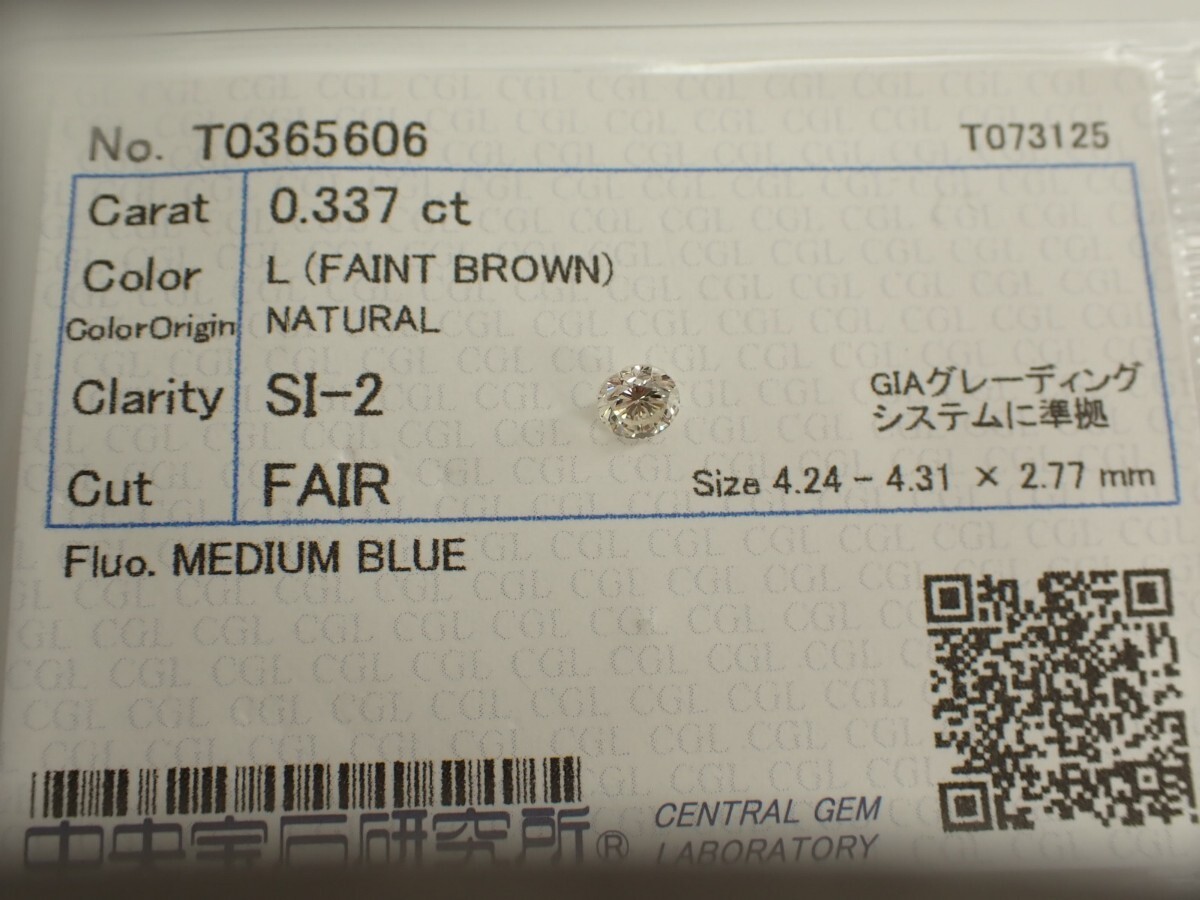 No. T0365606 T073125
Carat 0.337 ct
Color L (FAINT BROWN)
ColorOrigin NATURAL
Clarity SI-2
GIAグレーディング
システムに準拠
Cut FAIR Size 4.24 - 4.31 × 2.77 mm
Fluo. MEDIUM BLUE
中央宝石研究所® CENTRAL GEM
LABORATORY